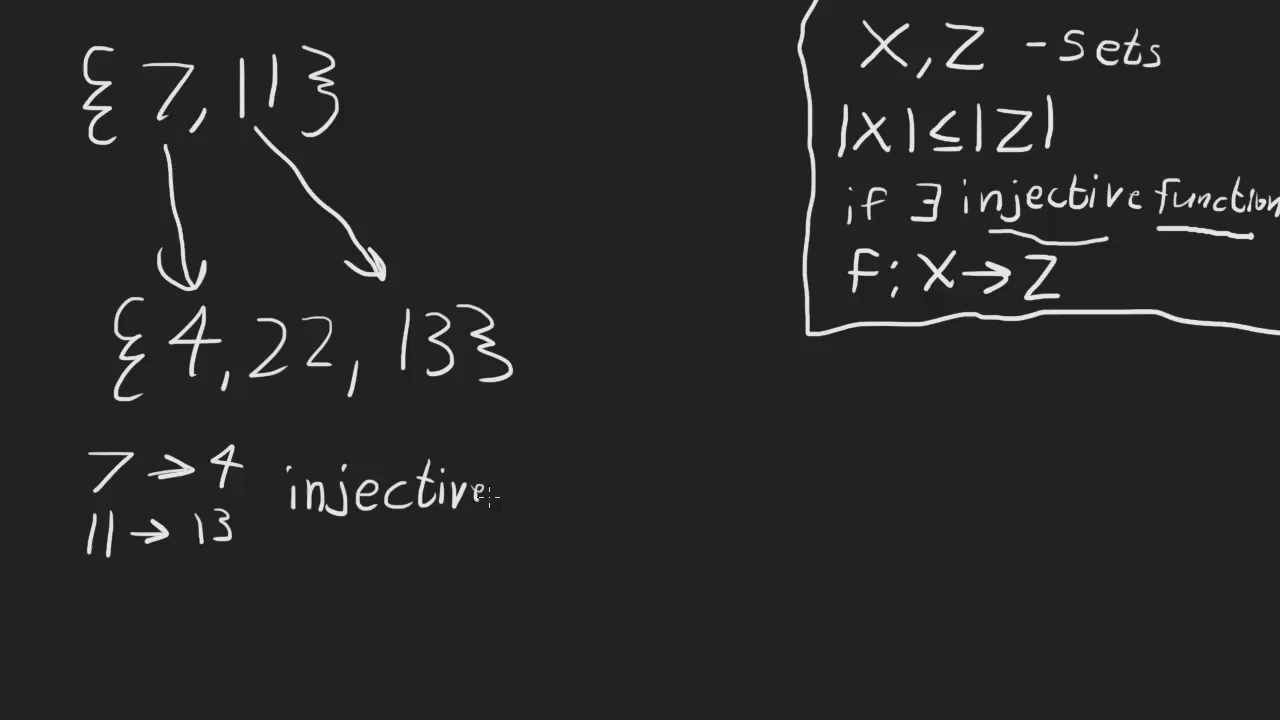 {7, 11}
{4, 22, 13}
7 → 4
11 → 13
injective
X, Z - Sets
|X| ≤ |Z|
if ∃ injective function
f: X → Z